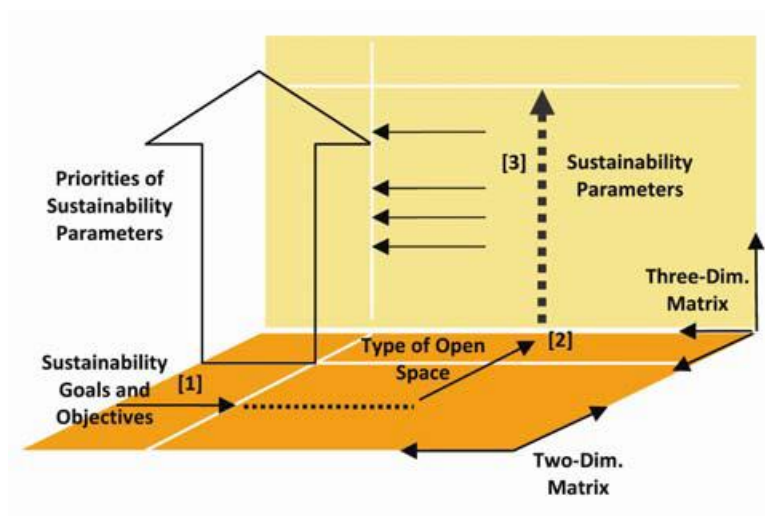 Priorities of
Sustainability
Parameters
[3]
Sustainability
Parameters
Three-Dim.
Matrix
Sustainability
Goals and
Objectives
[1]
Type of Open
Space
[2]
Two-Dim.
Matrix